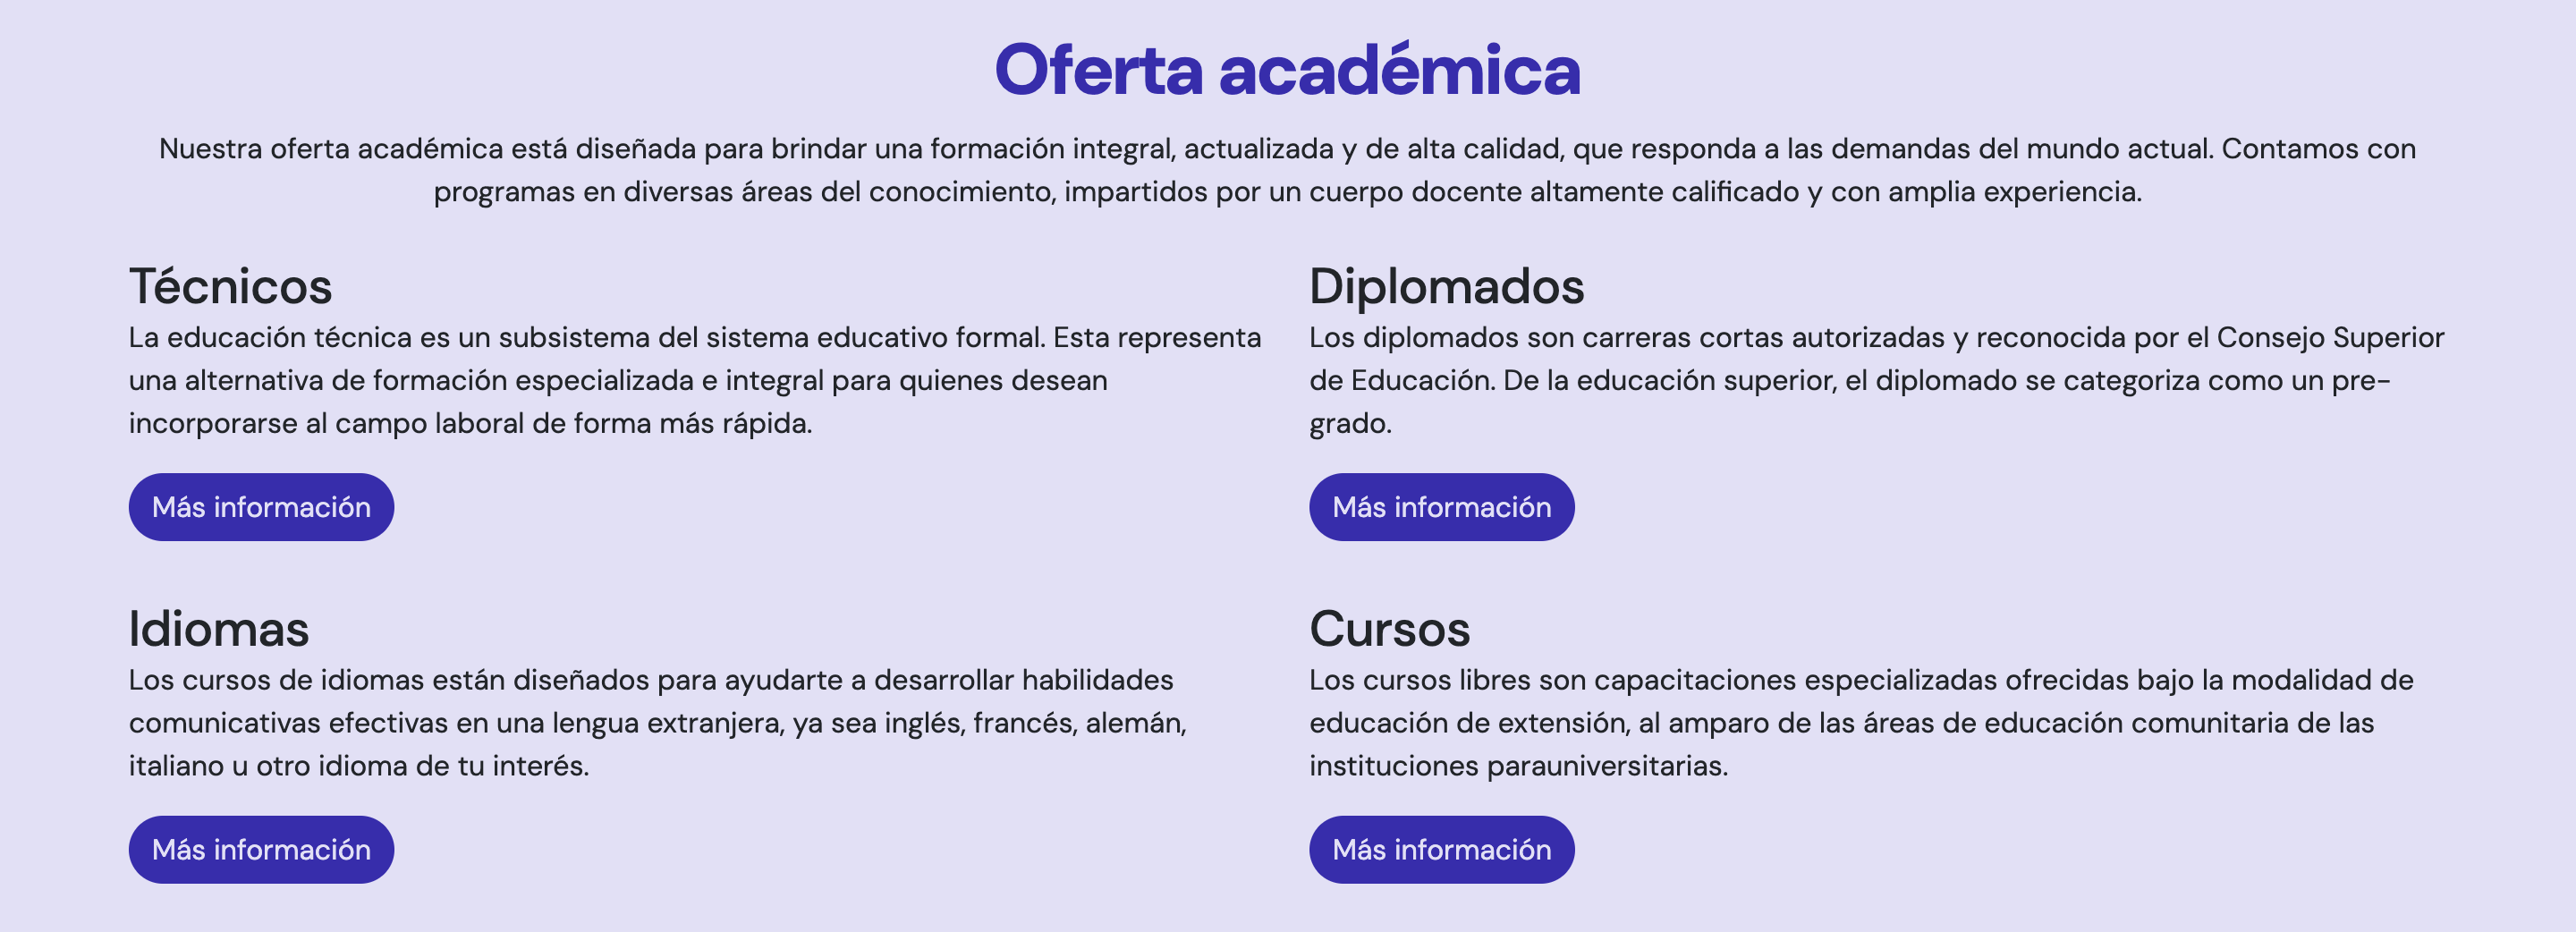 Oferta académica
Nuestra oferta académica está diseñada para brindar una formación integral, actualizada y de alta calidad, que responda a las demandas del mundo actual. Contamos con
programas en diversas áreas del conocimiento, impartidos por un cuerpo docente altamente calificado y con amplia experiencia.
Técnicos
La educación técnica es un subsistema del sistema educativo formal. Esta representa
una alternativa de formación especializada e integral para quienes desean
incorporarse al campo laboral de forma más rápida.
Más información
Diplomados
Los diplomados son carreras cortas autorizadas y reconocida por el Consejo Superior
de Educación. De la educación superior, el diplomado se categoriza como un pre-
grado.
Más información
Idiomas
Los cursos de idiomas están diseñados para ayudarte a desarrollar habilidades
comunicativas efectivas en una lengua extranjera, ya sea inglés, francés, alemán,
italiano u otro idioma de tu interés.
Más información
Cursos
Los cursos libres son capacitaciones especializadas ofrecidas bajo la modalidad de
educación de extensión, al amparo de las áreas de educación comunitaria de las
instituciones parauniversitarias.
Más información